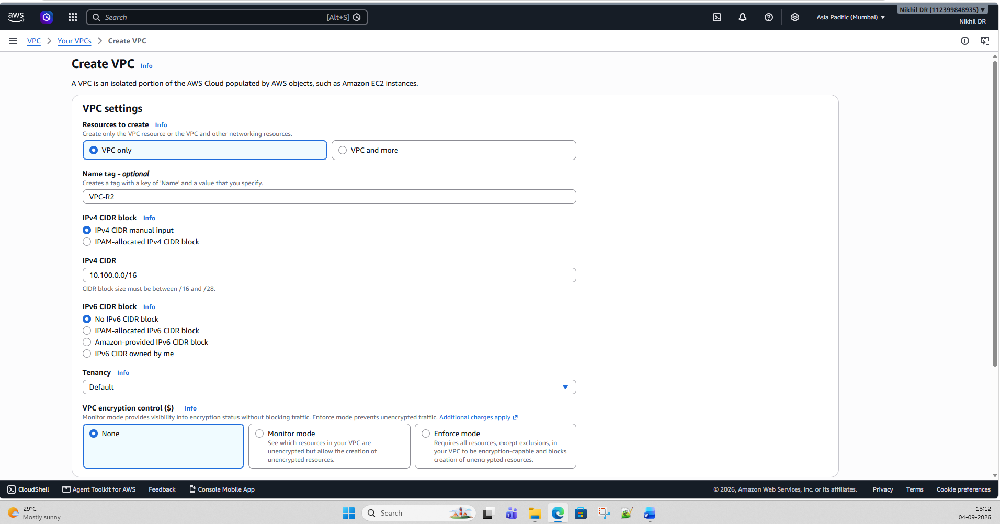 aws
Search [Alt+S]
Asia Pacific (Mumbai)
Nikhil DR (112399848935)
Nikhil DR
VPC
Your VPCs
Create VPC
Create VPC Info
A VPC is an isolated portion of the AWS Cloud populated by AWS objects, such as Amazon EC2 instances.
VPC settings
Resources to create Info
Create only the VPC resource or the VPC and other networking resources.
VPC only
VPC and more
Name tag - optional
Creates a tag with a key of 'Name' and a value that you specify.
VPC-R2
IPv4 CIDR block Info
IPv4 CIDR manual input
IPAM-allocated IPv4 CIDR block
IPv4 CIDR
10.100.0.0/16
CIDR block size must be between /16 and /28.
IPv6 CIDR block Info
No IPv6 CIDR block
IPAM-allocated IPv6 CIDR block
Amazon-provided IPv6 CIDR block
IPv6 CIDR owned by me
Tenancy Info
Default
VPC encryption control ($) Info
Monitor mode provides visibility into encryption status without blocking traffic. Enforce mode prevents unencrypted traffic. Additional charges apply
None
Monitor mode
See which resources in your VPC are
unencrypted but allow the creation of
unencrypted resources.
Enforce mode
Requires all resources, except exclusions, in
your VPC to be encryption-capable and blocks
creation of unencrypted resources.
CloudShell
Agent Toolkit for AWS
Feedback
Console Mobile App
© 2026, Amazon Web Services, Inc. or its affiliates.
Privacy
Terms
Cookie preferences
29°C
Mostly sunny
Search
13:12
04-09-2026